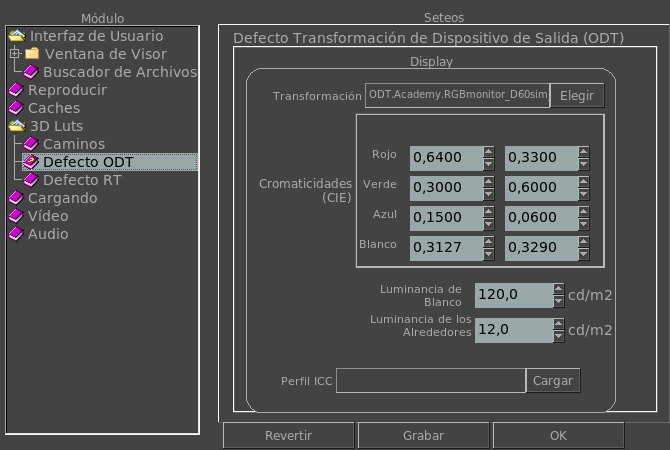 Módulo
Interfaz de Usuario
Ventana de Visor
Buscador de Archivos
Reproducir
Caches
3D Luts
Caminos
Defecto ODT
Defecto RT
Cargando
Vídeo
Audio
Seteos
Defecto Transformación de Dispositivo de Salida (ODT)
Display
Transformación ODT.Academy.RGBmonitor_D60sim Elegir
Cromaticidades
(CIE)
Rojo 0,6400 0,3300
Verde 0,3000 0,6000
Azul 0,1500 0,0600
Blanco 0,3127 0,3290
Luminancia de
Blanco 120,0 cd/m2
Luminancia de los
Alrededores 12,0 cd/m2
Perfil ICC Cargar
Revertir Grabar OK